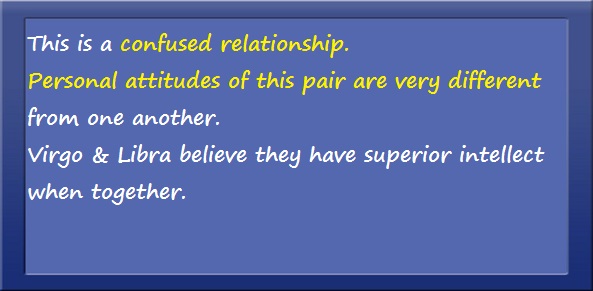 This is a confused relationship.
Personal attitudes of this pair are very different
from one another.
Virgo & Libra believe they have superior intellect
when together.